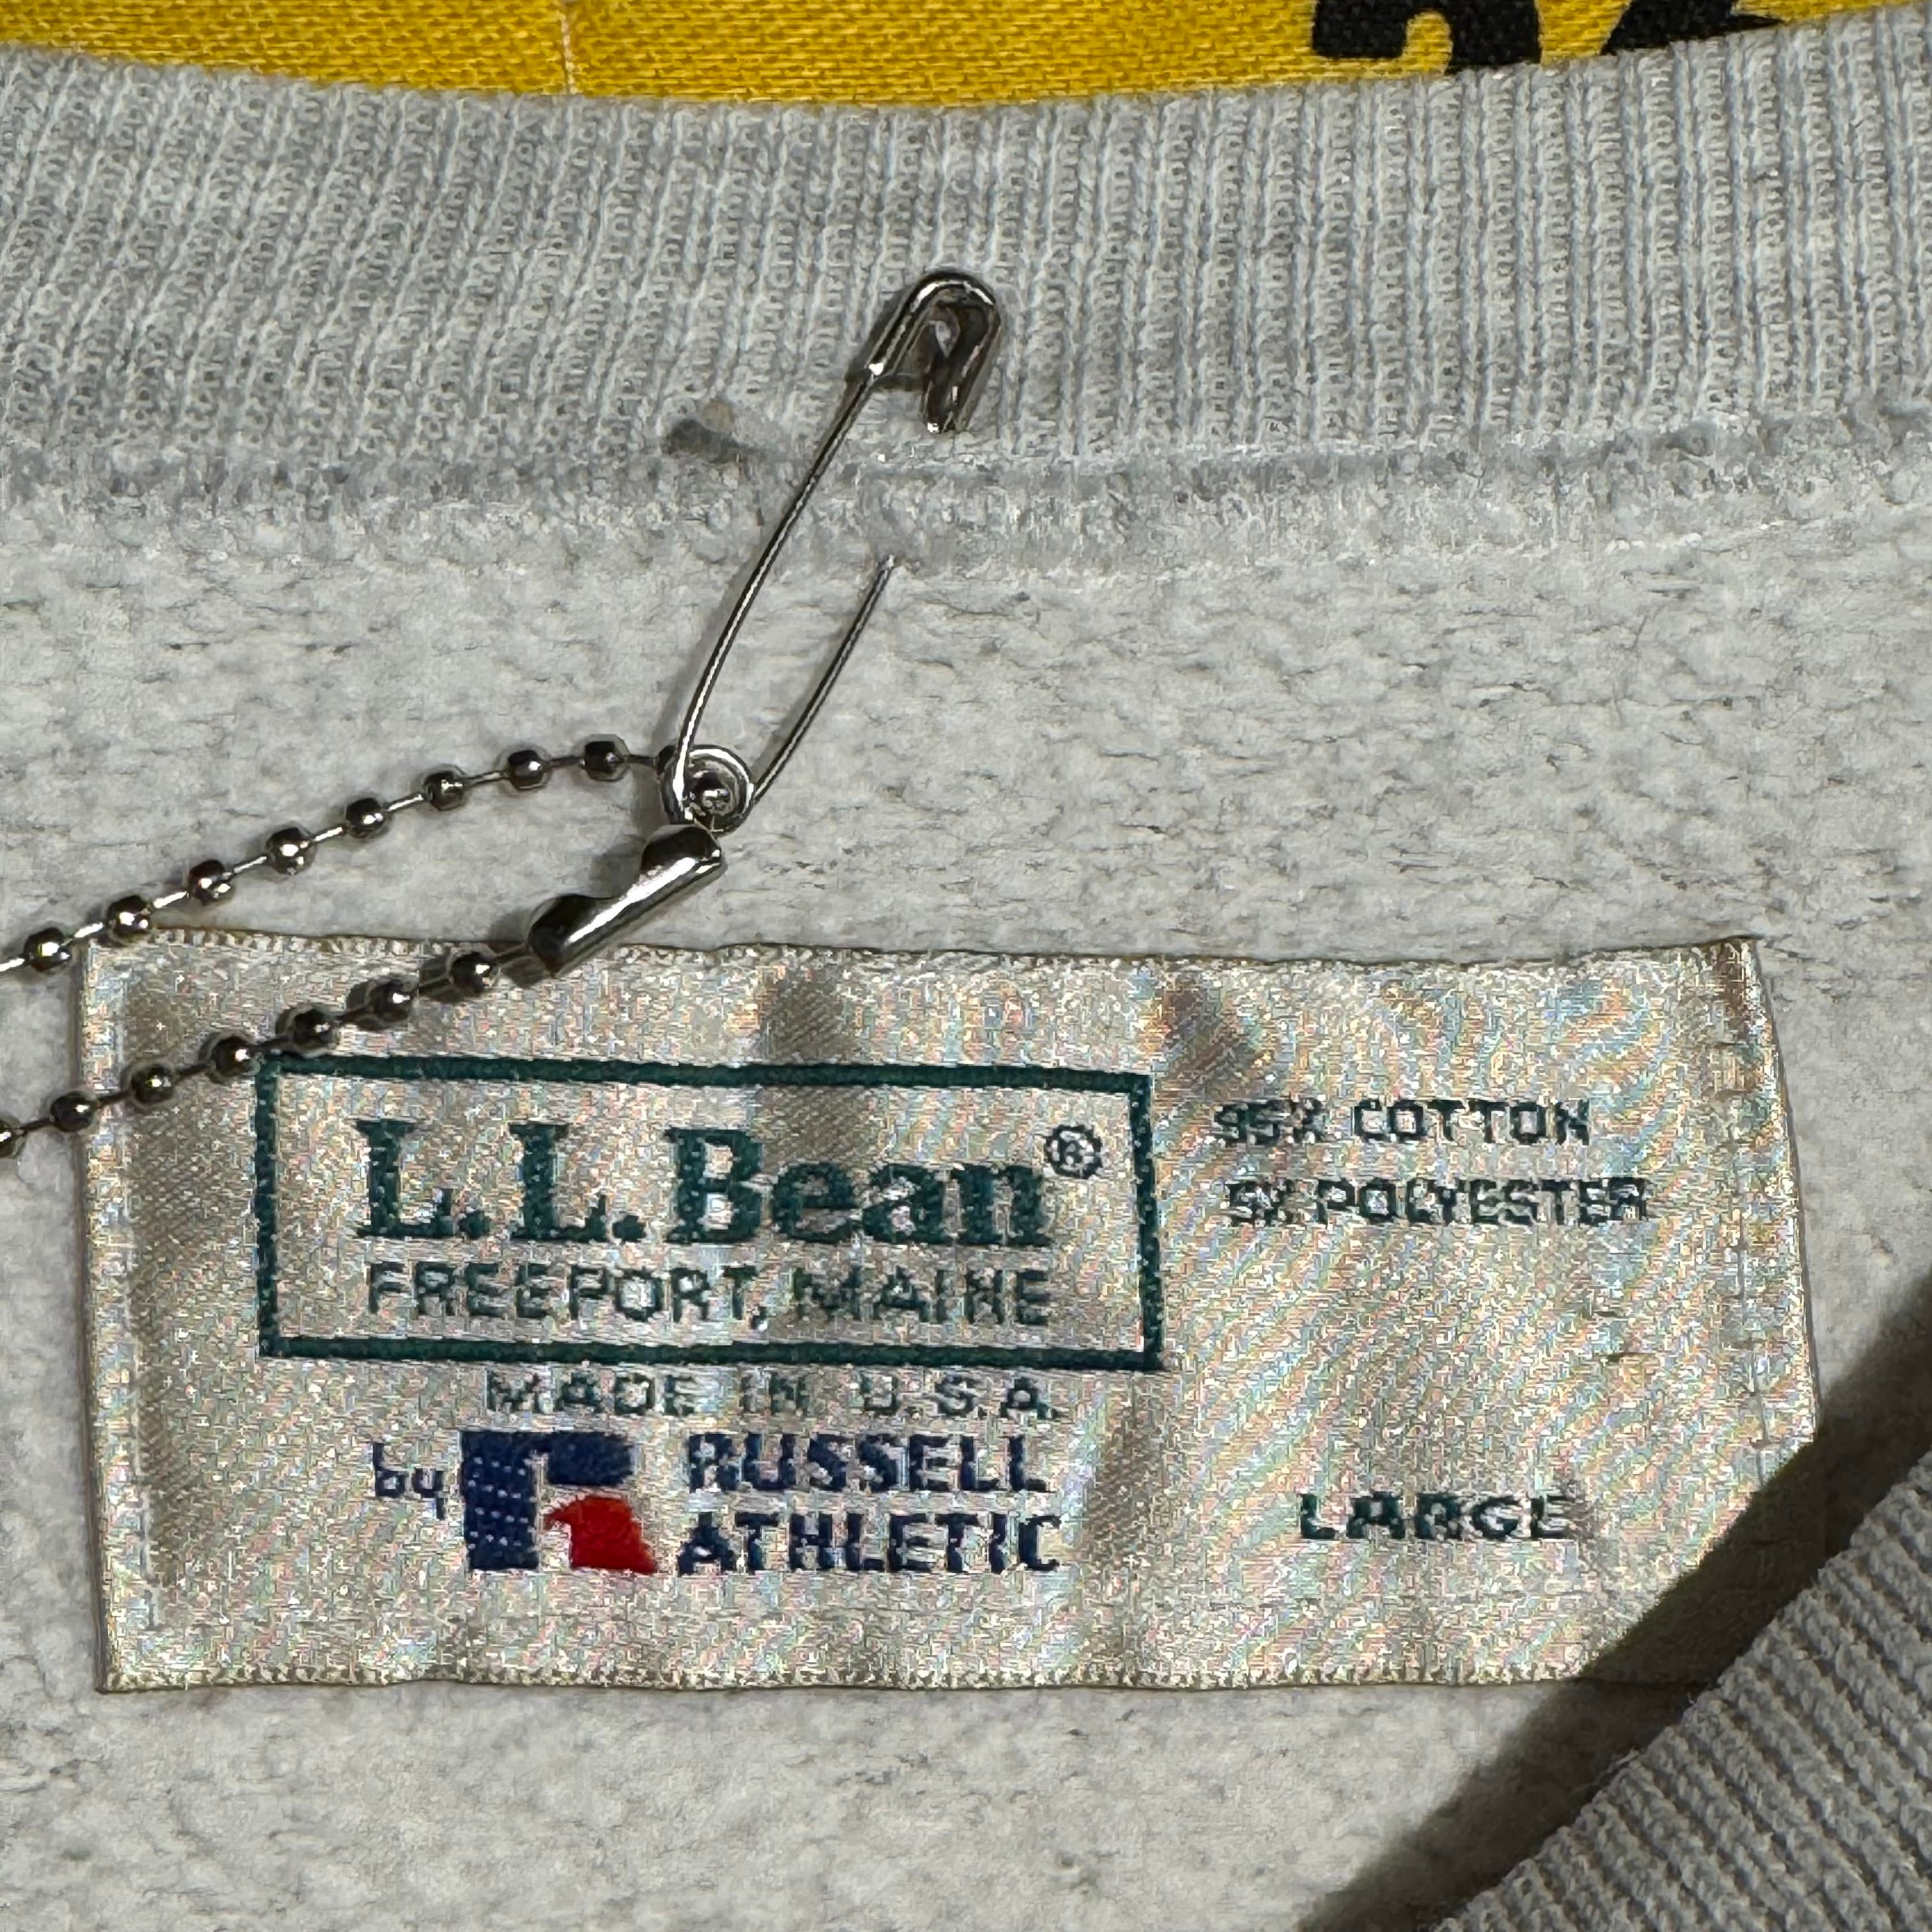 95% COTTON
5% POLYESTER
L.L.Bean®
FREEPORT, MAINE
MADE IN U.S.A.
by RUSSELL
ATHLETIC
LARGE